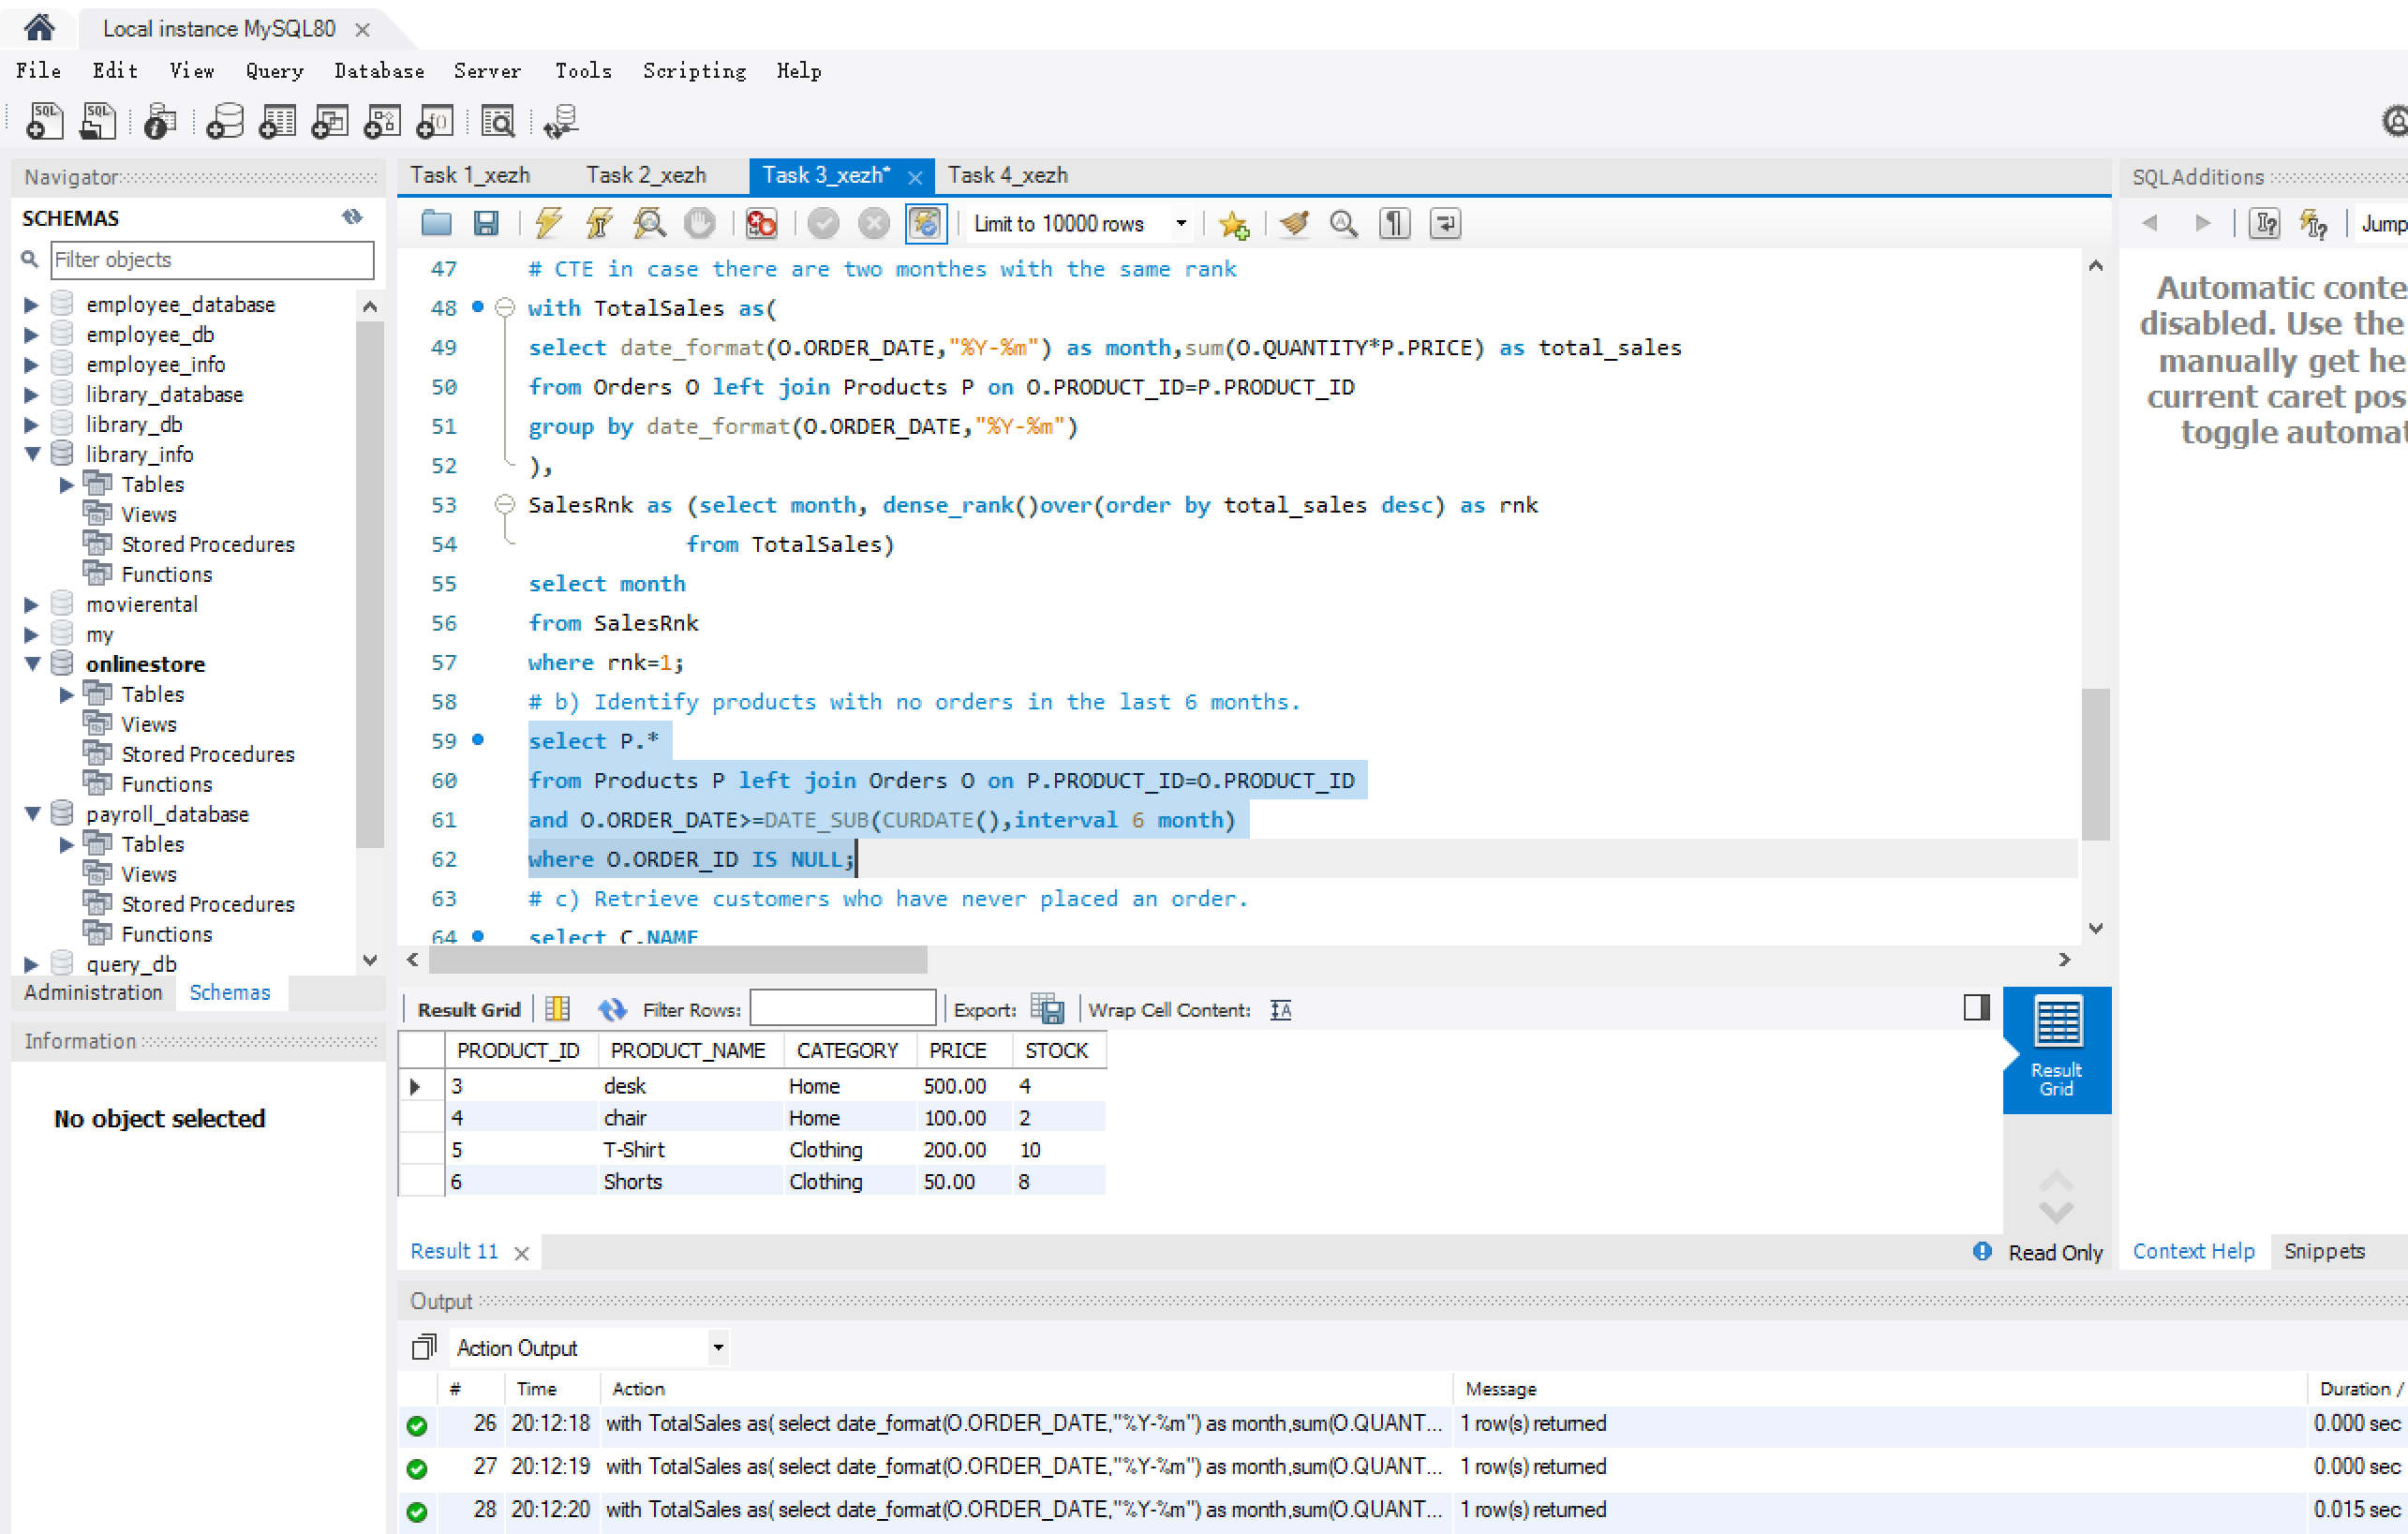 Local instance MySQL80
File Edit View Query Database Server Tools Scripting Help
Navigator
SCHEMAS
Filter objects
employee_database
employee_db
employee_info
library_database
library_db
library_info
Tables
Views
Stored Procedures
Functions
movierental
my
onlinestore
Tables
Views
Stored Procedures
Functions
payroll_database
Tables
Views
Stored Procedures
Functions
query_db
Administration Schemas
Information
No object selected
Task 1_xezh Task 2_xezh Task 3_xezh* Task 4_xezh
Limit to 10000 rows
47 # CTE in case there are two monthes with the same rank
48 with TotalSales as(
49 select date_format(O.ORDER_DATE,"%Y-%m") as month,sum(O.QUANTITY*P.PRICE) as total_sales
50 from Orders O left join Products P on O.PRODUCT_ID=P.PRODUCT_ID
51 group by date_format(O.ORDER_DATE,"%Y-%m")
52 ),
53 SalesRnk as (select month, dense_rank()over(order by total_sales desc) as rnk
54 from TotalSales)
55 select month
56 from SalesRnk
57 where rnk=1;
58 # b) Identify products with no orders in the last 6 months.
59 select P.*
60 from Products P left join Orders O on P.PRODUCT_ID=O.PRODUCT_ID
61 and O.ORDER_DATE>=DATE_SUB(CURDATE(),interval 6 month)
62 where O.ORDER_ID IS NULL;
63 # c) Retrieve customers who have never placed an order.
64 select C.NAME
Result Grid Filter Rows: Export: Wrap Cell Content:
PRODUCT_ID PRODUCT_NAME CATEGORY PRICE STOCK
3 desk Home 500.00 4
4 chair Home 100.00 2
5 T-Shirt Clothing 200.00 10
6 Shorts Clothing 50.00 8
Result
Grid
Result 11 Read Only
SQLAdditions
Jump
Automatic conte
disabled. Use the
manually get he
current caret pos
toggle automat
Context Help Snippets
Output
Action Output
# Time Action Message Duration /
26 20:12:18 with TotalSales as( select date_format(O.ORDER_DATE,"%Y-%m") as month,sum(O.QUANT... 1 row(s) returned 0.000 sec
27 20:12:19 with TotalSales as( select date_format(O.ORDER_DATE,"%Y-%m") as month,sum(O.QUANT... 1 row(s) returned 0.000 sec
28 20:12:20 with TotalSales as( select date_format(O.ORDER_DATE,"%Y-%m") as month,sum(O.QUANT... 1 row(s) returned 0.015 sec